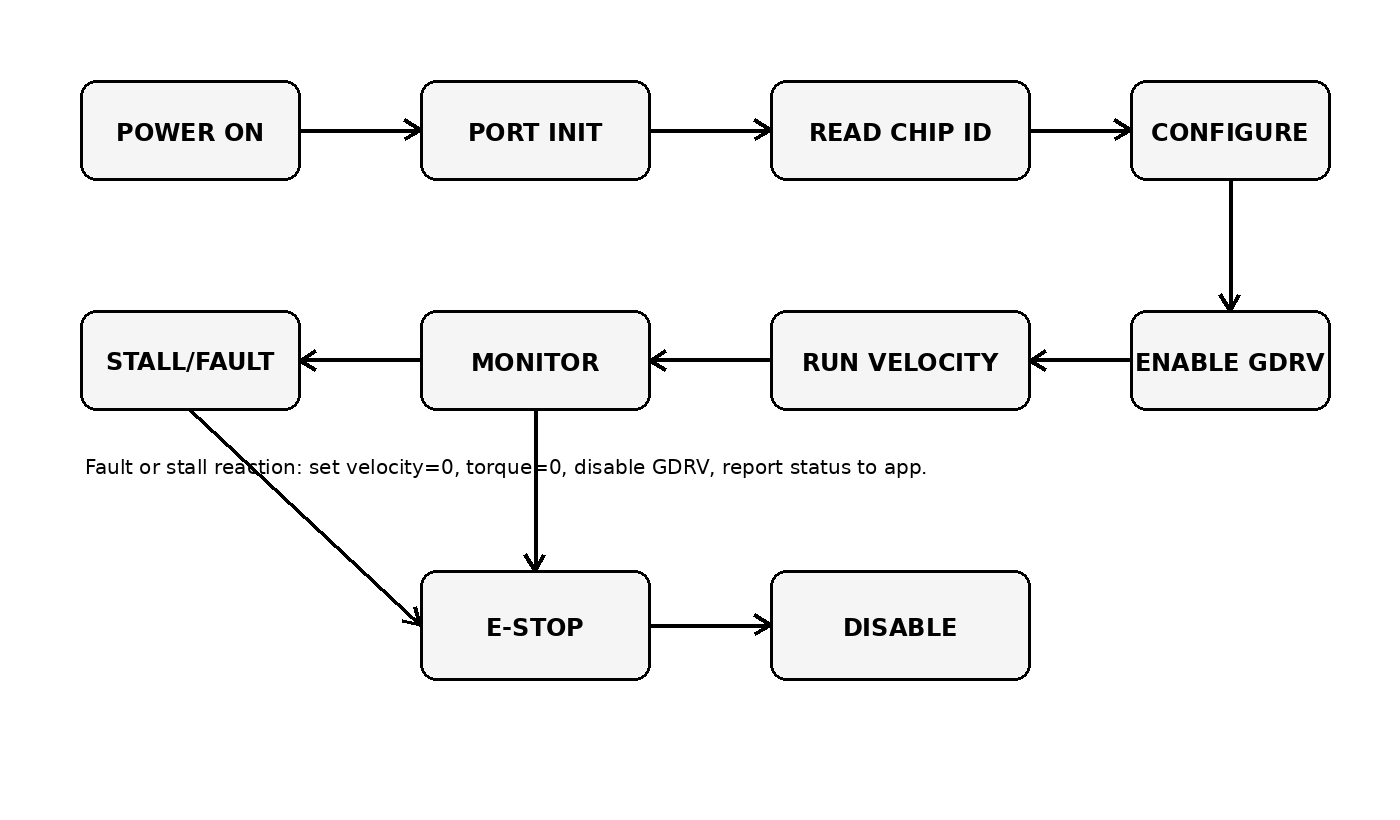 POWER ON
PORT INIT
READ CHIP ID
CONFIGURE
STALL/FAULT
MONITOR
RUN VELOCITY
ENABLE GDRV
Fault or stall reaction: set velocity=0, torque=0, disable GDRV, report status to app.
E-STOP
DISABLE